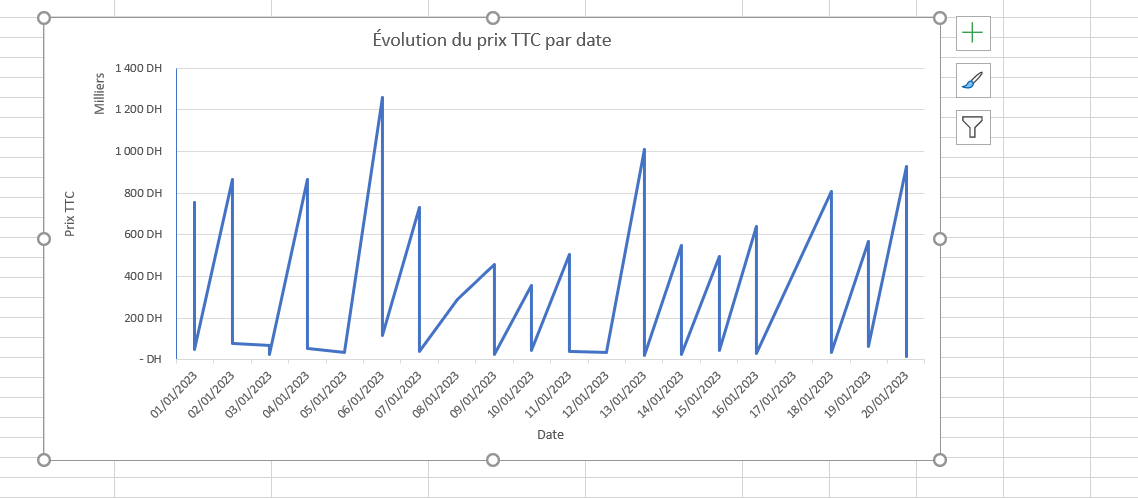 Évolution du prix TTC par date
Milliers
Prix TTC
1 400 DH
1 200 DH
1 000 DH
800 DH
600 DH
400 DH
200 DH
- DH
01/01/2023
02/01/2023
03/01/2023
04/01/2023
05/01/2023
06/01/2023
07/01/2023
08/01/2023
09/01/2023
10/01/2023
11/01/2023
12/01/2023
13/01/2023
14/01/2023
15/01/2023
16/01/2023
17/01/2023
18/01/2023
19/01/2023
20/01/2023
Date